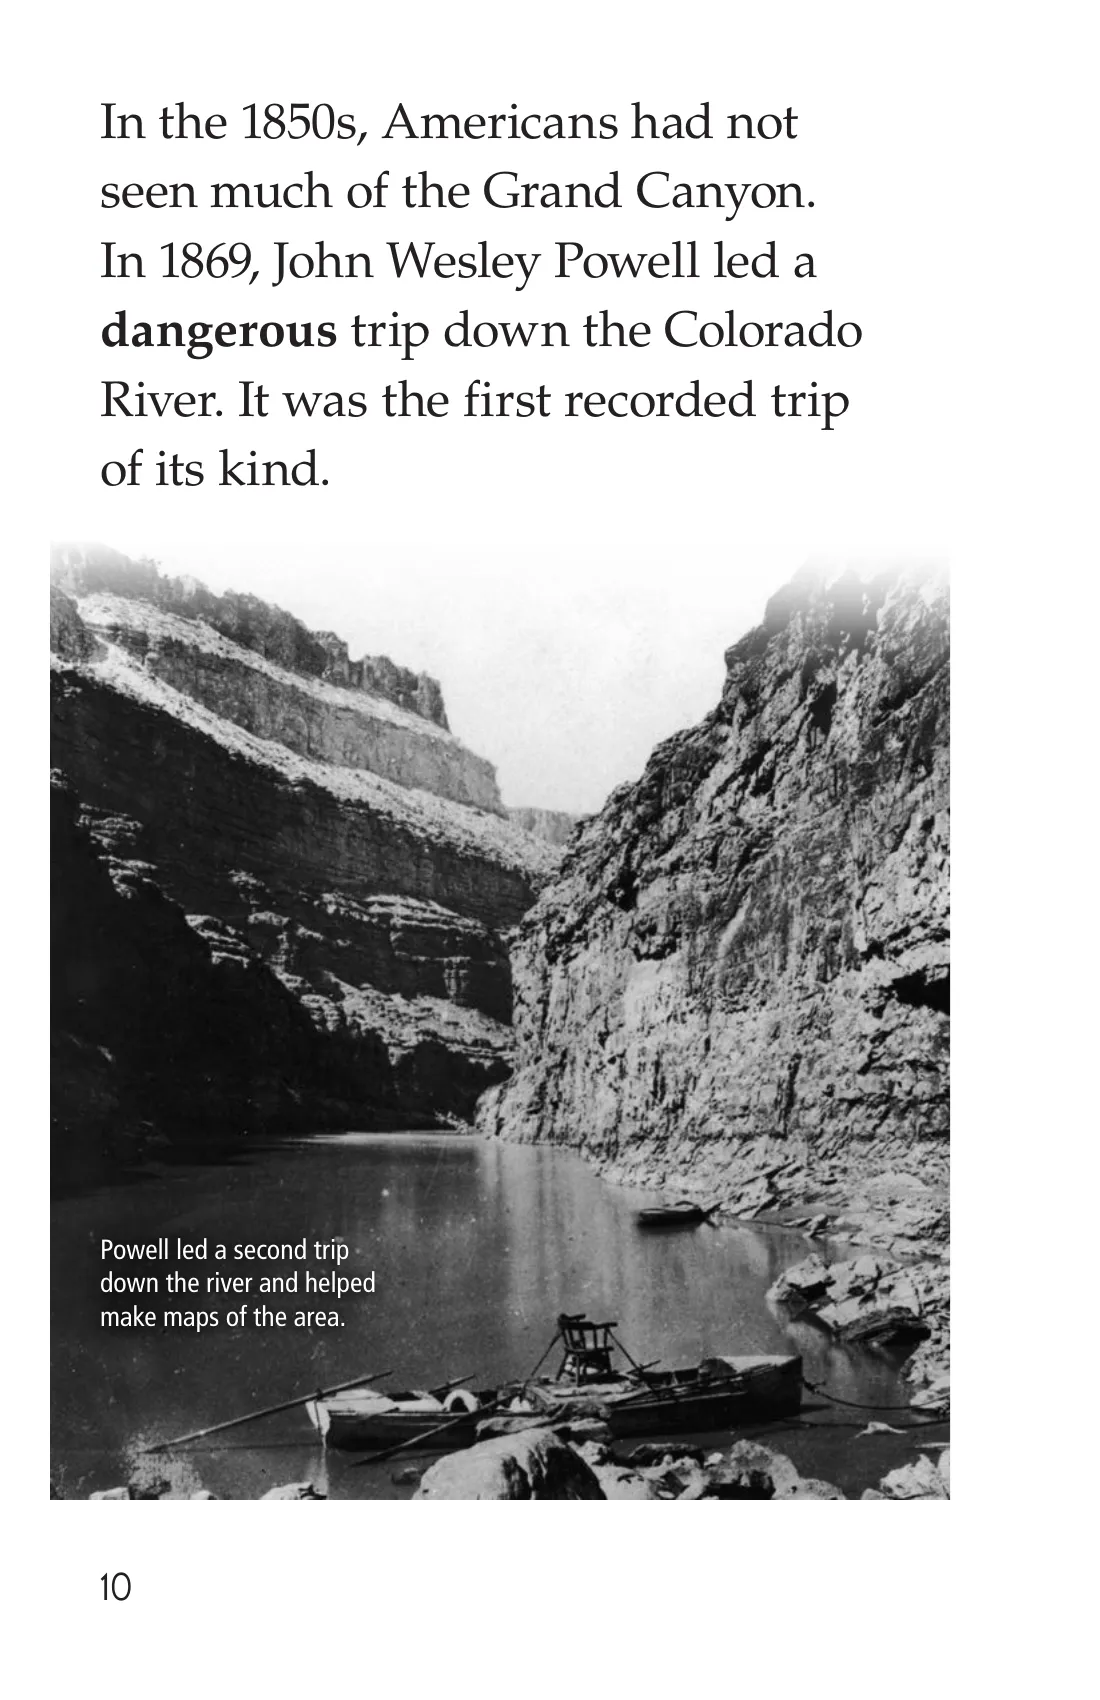 In the 1850s, Americans had not
seen much of the Grand Canyon.
In 1869, John Wesley Powell led a
dangerous trip down the Colorado
River. It was the first recorded trip
of its kind.
Powell led a second trip
down the river and helped
make maps of the area.
10